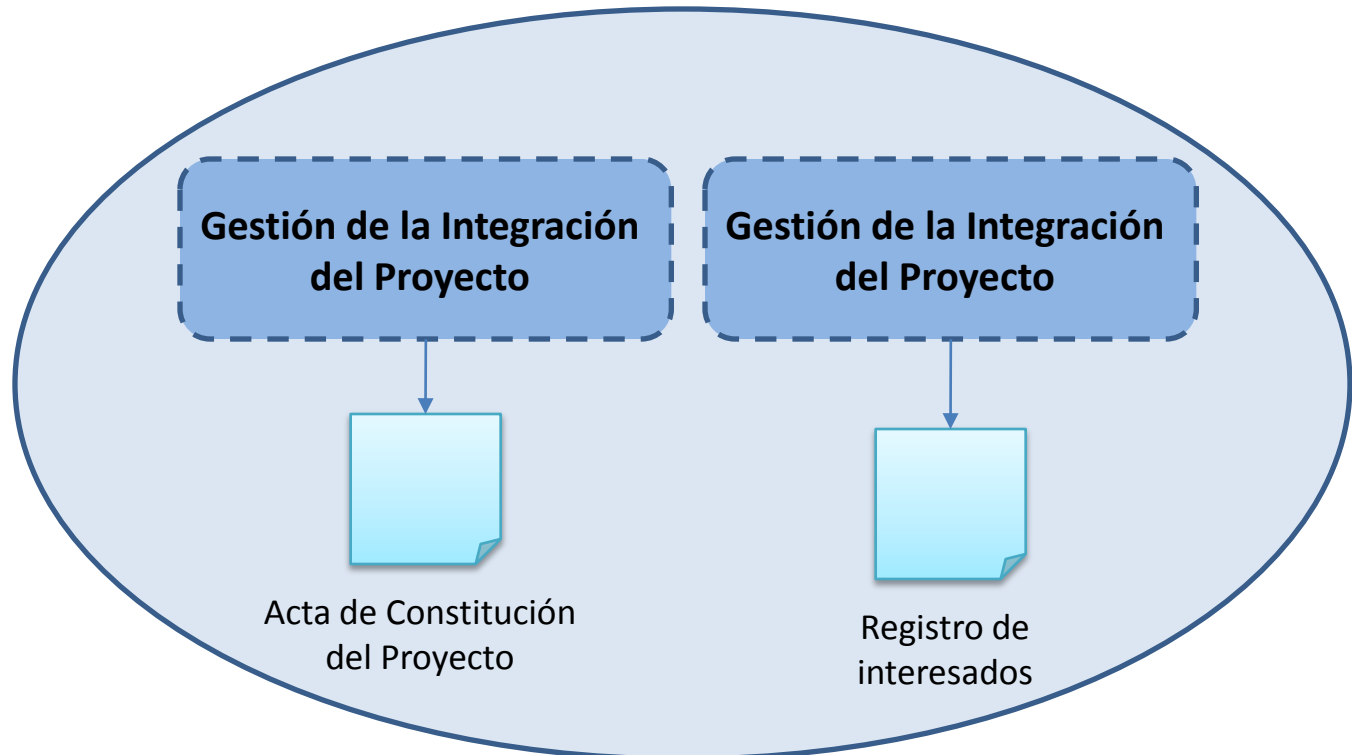 Gestión de la Integración
del Proyecto
Gestión de la Integración
del Proyecto
Acta de Constitución
del Proyecto
Registro de
interesados